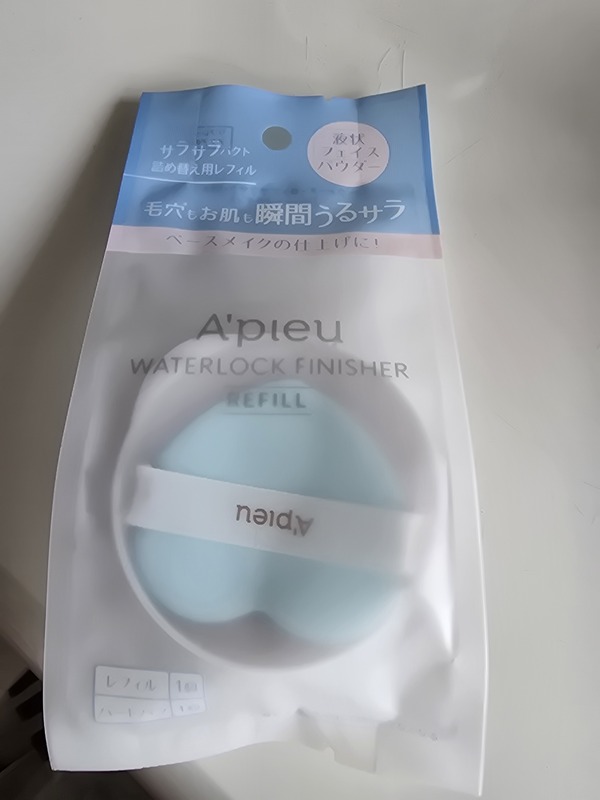 サラサラパクト
詰め替え用レフィル
液状
フェイス
パウダー
毛穴もお肌も瞬間うるサラ
ベースメイクの仕上げに！
A'PIEU
WATERLOCK FINISHER
REFILL
A'PIEU
レフィル 1個